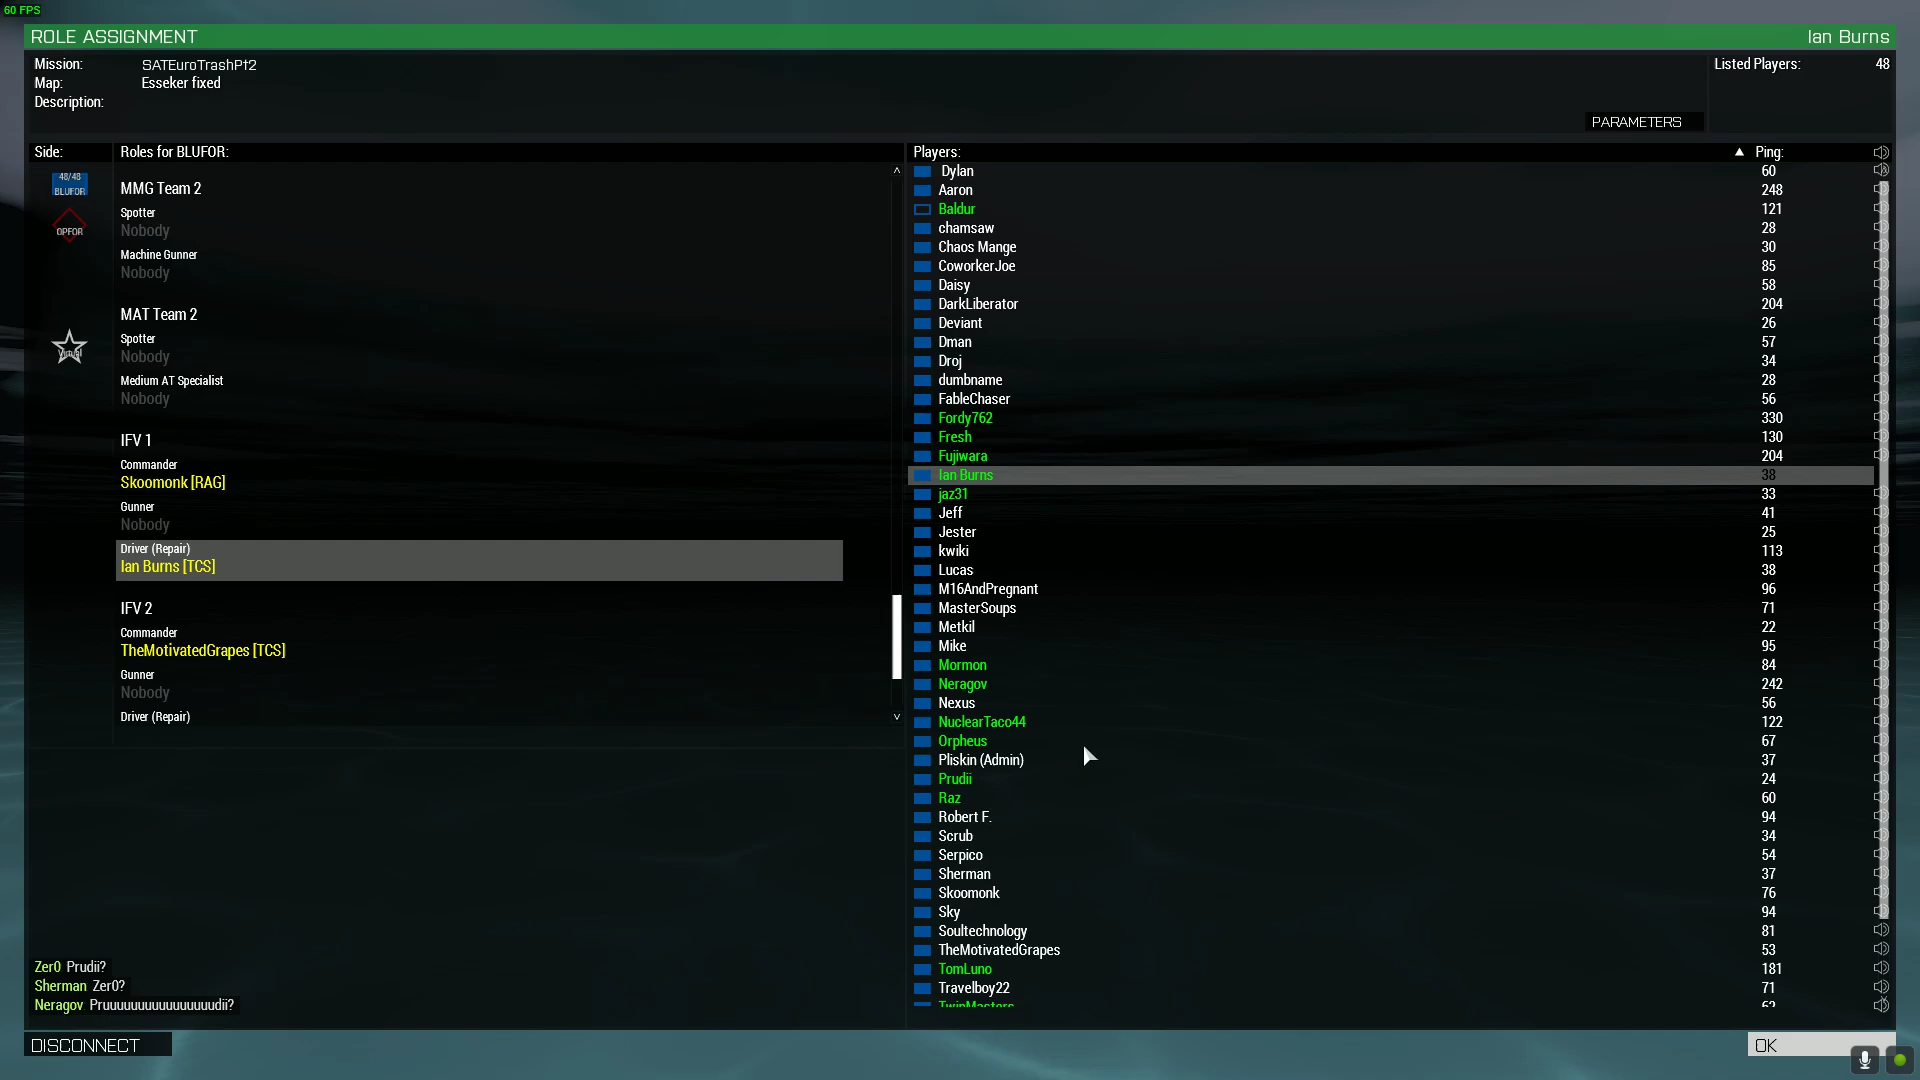 60 FPS
ROLE ASSIGNMENT Ian Burns
Mission: SATEuroTrashPt2 Listed Players: 48
Map: Esseker fixed
Description:
PARAMETERS
Side: Roles for BLUFOR: Players: Ping:
48/48
BLUFOR
OPFOR
Virtual
MMG Team 2
Spotter
Nobody
Machine Gunner
Nobody
MAT Team 2
Spotter
Nobody
Medium AT Specialist
Nobody
IFV 1
Commander
Skoomonk [RAG]
Gunner
Nobody
Driver (Repair)
Ian Burns [TCS]
IFV 2
Commander
TheMotivatedGrapes [TCS]
Gunner
Nobody
Driver (Repair)
Dylan 60
Aaron 248
Baldur 121
chamsaw 28
Chaos Mange 30
CoworkerJoe 85
Daisy 58
DarkLiberator 204
Deviant 26
Dman 57
Droj 34
dumbname 28
FableChaser 56
Fordy762 330
Fresh 130
Fujiwara 204
Ian Burns 38
jaz31 33
Jeff 41
Jester 25
kwiki 113
Lucas 38
M16AndPregnant 96
MasterSoups 71
Metkil 22
Mike 95
Mormon 84
Neragov 242
Nexus 56
NuclearTaco44 122
Orpheus 67
Pliskin (Admin) 37
Prudii 24
Raz 60
Robert F. 94
Scrub 34
Serpico 54
Sherman 37
Skoomonk 76
Sky 94
Soultechnology 81
TheMotivatedGrapes 53
TomLuno 181
Travelboy22 71
TwinMasters 62
Zer0 Prudii?
Sherman Zer0?
Neragov Pruuuuuuuuuuuuuuuudii?
DISCONNECT OK